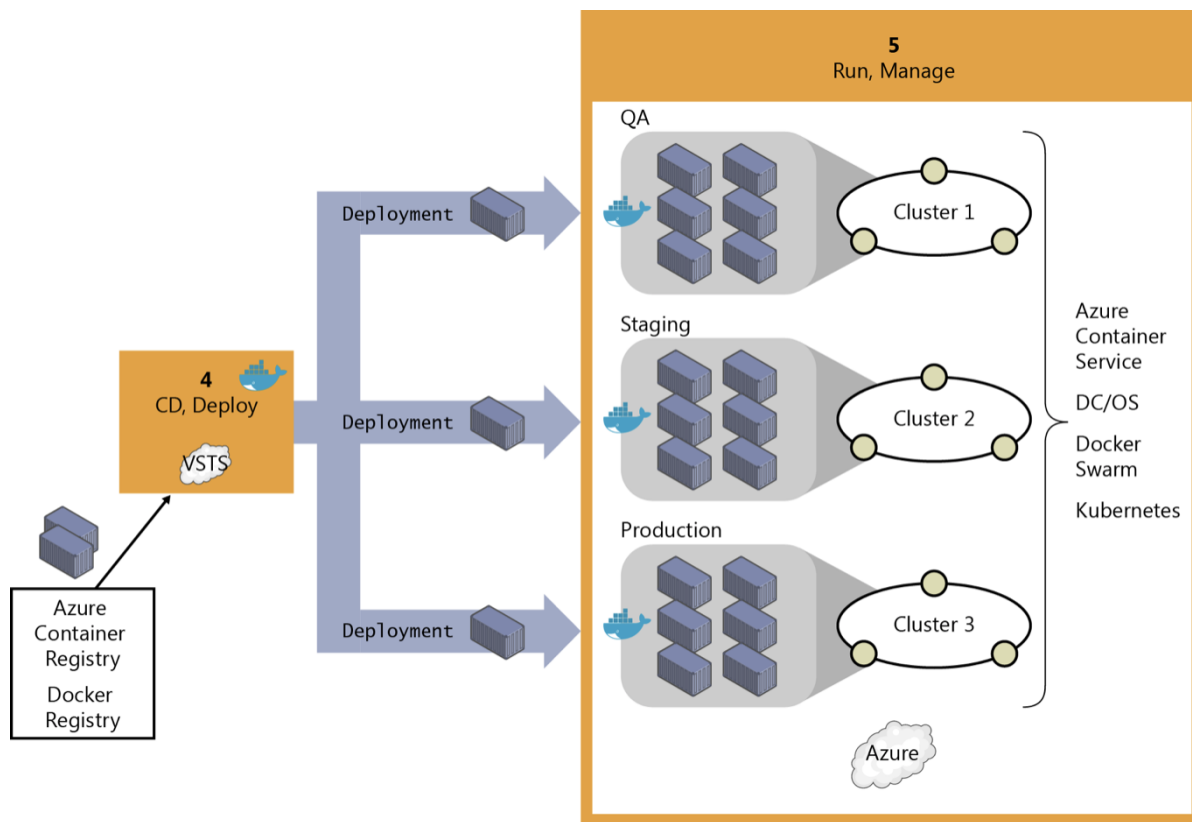 5
Run, Manage
QA
Deployment
Cluster 1
Staging
Azure
Container
Service
4
CD, Deploy
DC/OS
Deployment
Cluster 2
Docker
Swarm
VSTS
Kubernetes
Production
Azure
Container
Registry
Deployment
Cluster 3
Docker
Registry
Azure